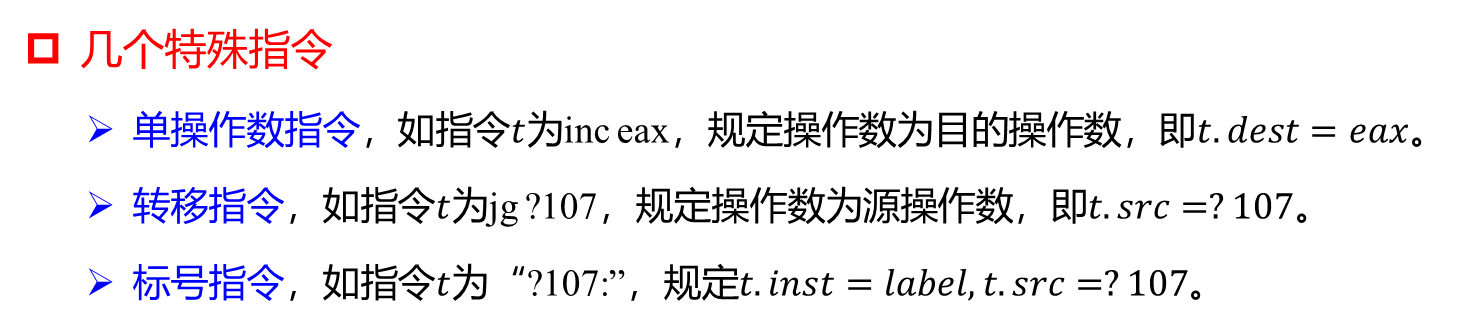 几个特殊指令
单操作数指令，如指令t为inc eax，规定操作数为目的操作数，即t.dest = eax。
转移指令，如指令t为jg ?107，规定操作数为源操作数，即t.src =? 107。
标号指令，如指令t为“?107:”，规定t.inst = label, t.src =? 107。